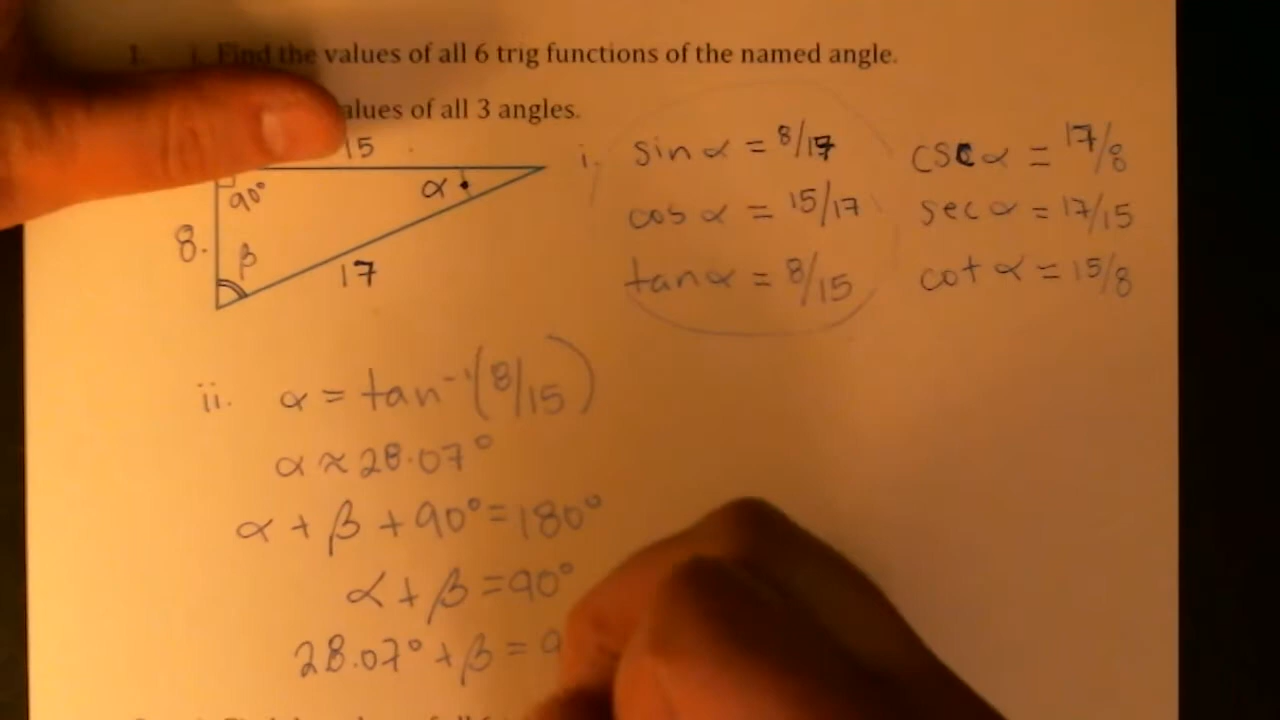 1. i. Find the values of all 6 trig functions of the named angle.
alues of all 3 angles.
15
90°
α
8.
β
17
i. sin α = 8/17
csc α = 17/8
cos α = 15/17
sec α = 17/15
tan α = 8/15
cot α = 15/8
ii. α = tan⁻¹(8/15)
α ≈ 28.07°
α + β + 90° = 180°
α + β = 90°
28.07° + β = 9